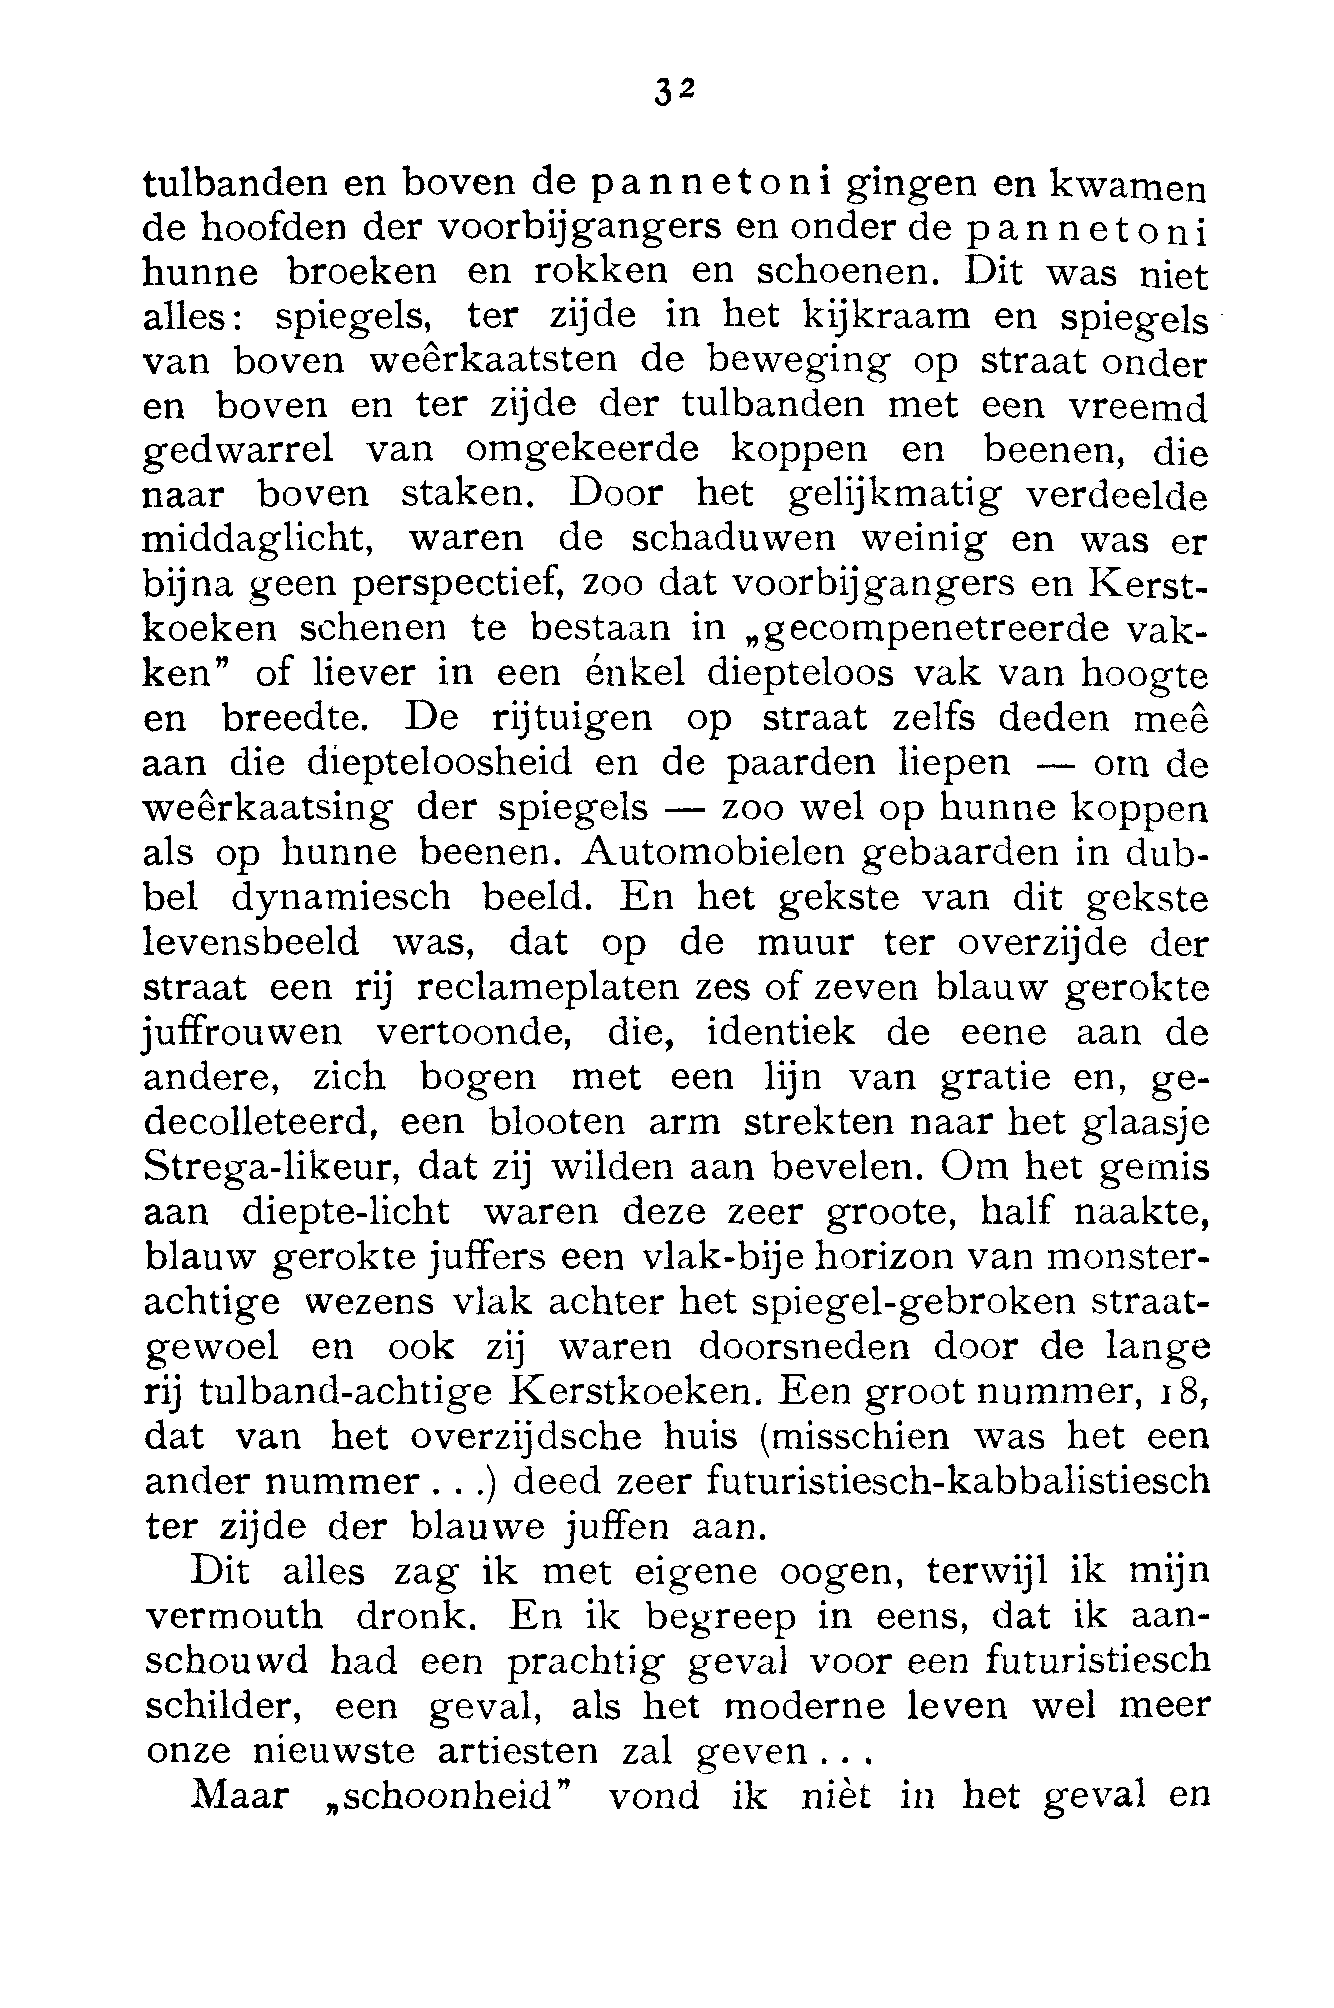 32
tulbanden en boven de pannetoni gingen en kwamen
de hoofden der voorbijgangers en onder de pannetoni
hunne broeken en rokken en schoenen. Dit was niet
alles: spiegels, ter zijde in het kijkraam en spiegels
van boven weêrkaatsten de beweging op straat onder
en boven en ter zijde der tulbanden met een vreemd
gedwarrel van omgekeerde koppen en beenen, die
naar boven staken. Door het gelijkmatig verdeelde
middaglicht, waren de schaduwen weinig en was er
bijna geen perspectief, zoo dat voorbijgangers en Kerst-
koeken schenen te bestaan in „gecompenetreerde vak-
ken” of liever in een énkel diepteloos vak van hoogte
en breedte. De rijtuigen op straat zelfs deden meê
aan die diepteloosheid en de paarden liepen — om de
weêrkaatsing der spiegels — zoo wel op hunne koppen
als op hunne beenen. Automobielen gebaarden in dub-
bel dynamiesch beeld. En het gekste van dit gekste
levensbeeld was, dat op de muur ter overzijde der
straat een rij reclameplaten zes of zeven blauw gerokte
juffrouwen vertoonde, die, identiek de eene aan de
andere, zich bogen met een lijn van gratie en, ge-
decolleteerd, een blooten arm strekten naar het glaasje
Strega-likeur, dat zij wilden aan bevelen. Om het gemis
aan diepte-licht waren deze zeer groote, half naakte,
blauw gerokte juffers een vlak-bije horizon van monster-
achtige wezens vlak achter het spiegel-gebroken straat-
gewoel en ook zij waren doorsneden door de lange
rij tulband-achtige Kerstkoeken. Een groot nummer, 18,
dat van het overzijdsche huis (misschien was het een
ander nummer . . .) deed zeer futuristiesch-kabbalistiesch
ter zijde der blauwe juffen aan.
Dit alles zag ik met eigene oogen, terwijl ik mijn
vermouth dronk. En ik begreep in eens, dat ik aan-
schouwd had een prachtig geval voor een futuristiesch
schilder, een geval, als het moderne leven wel meer
onze nieuwste artiesten zal geven . . .
Maar „schoonheid” vond ik nièt in het geval en